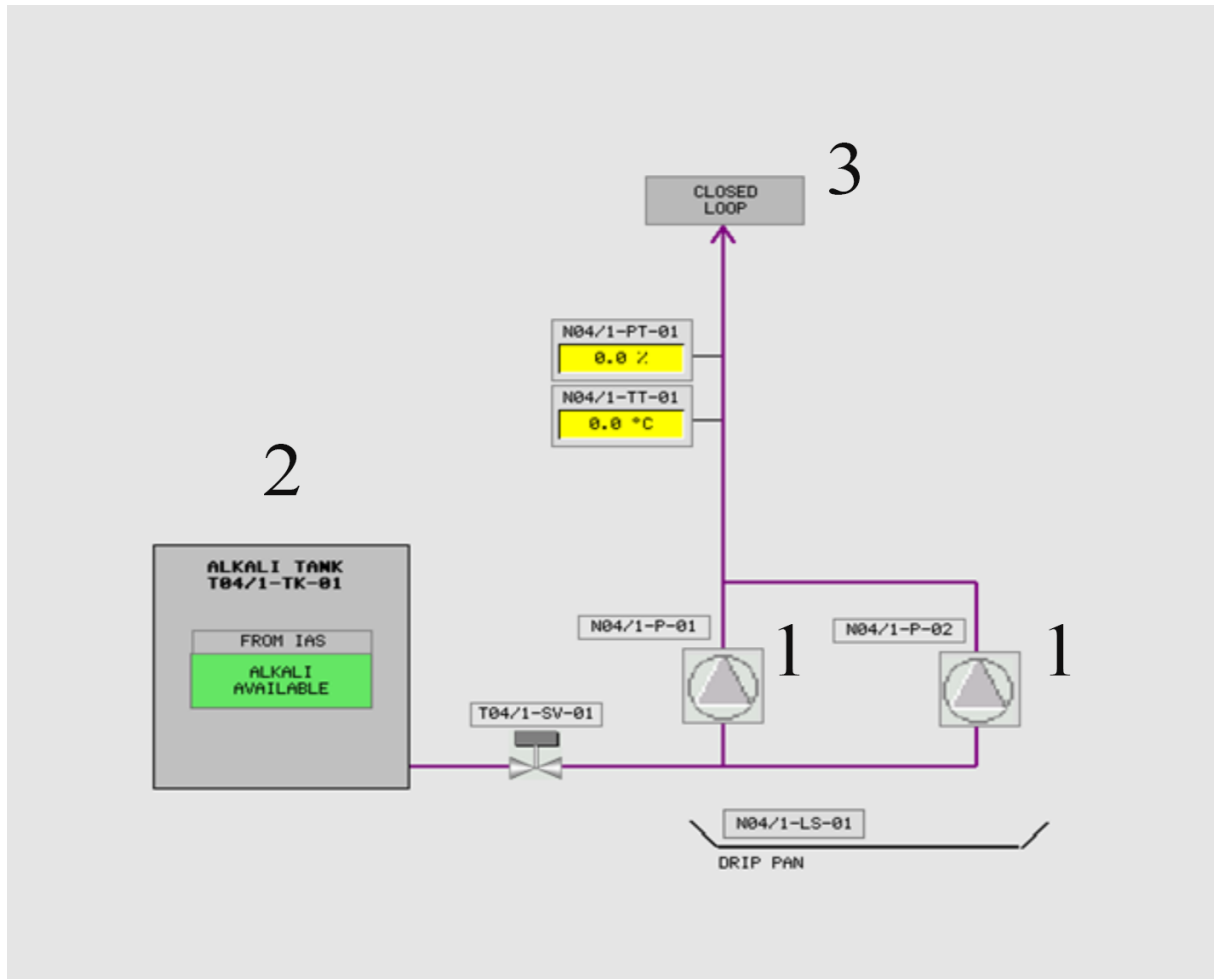 3
CLOSED
LOOP
N04/1-PT-01
0.0 %
N04/1-TT-01
0.0 °C
2
ALKALI TANK
T04/1-TK-01
FROM IAS
ALKALI
AVAILABLE
N04/1-P-01
1
N04/1-P-02
1
T04/1-SV-01
N04/1-LS-01
DRIP PAN